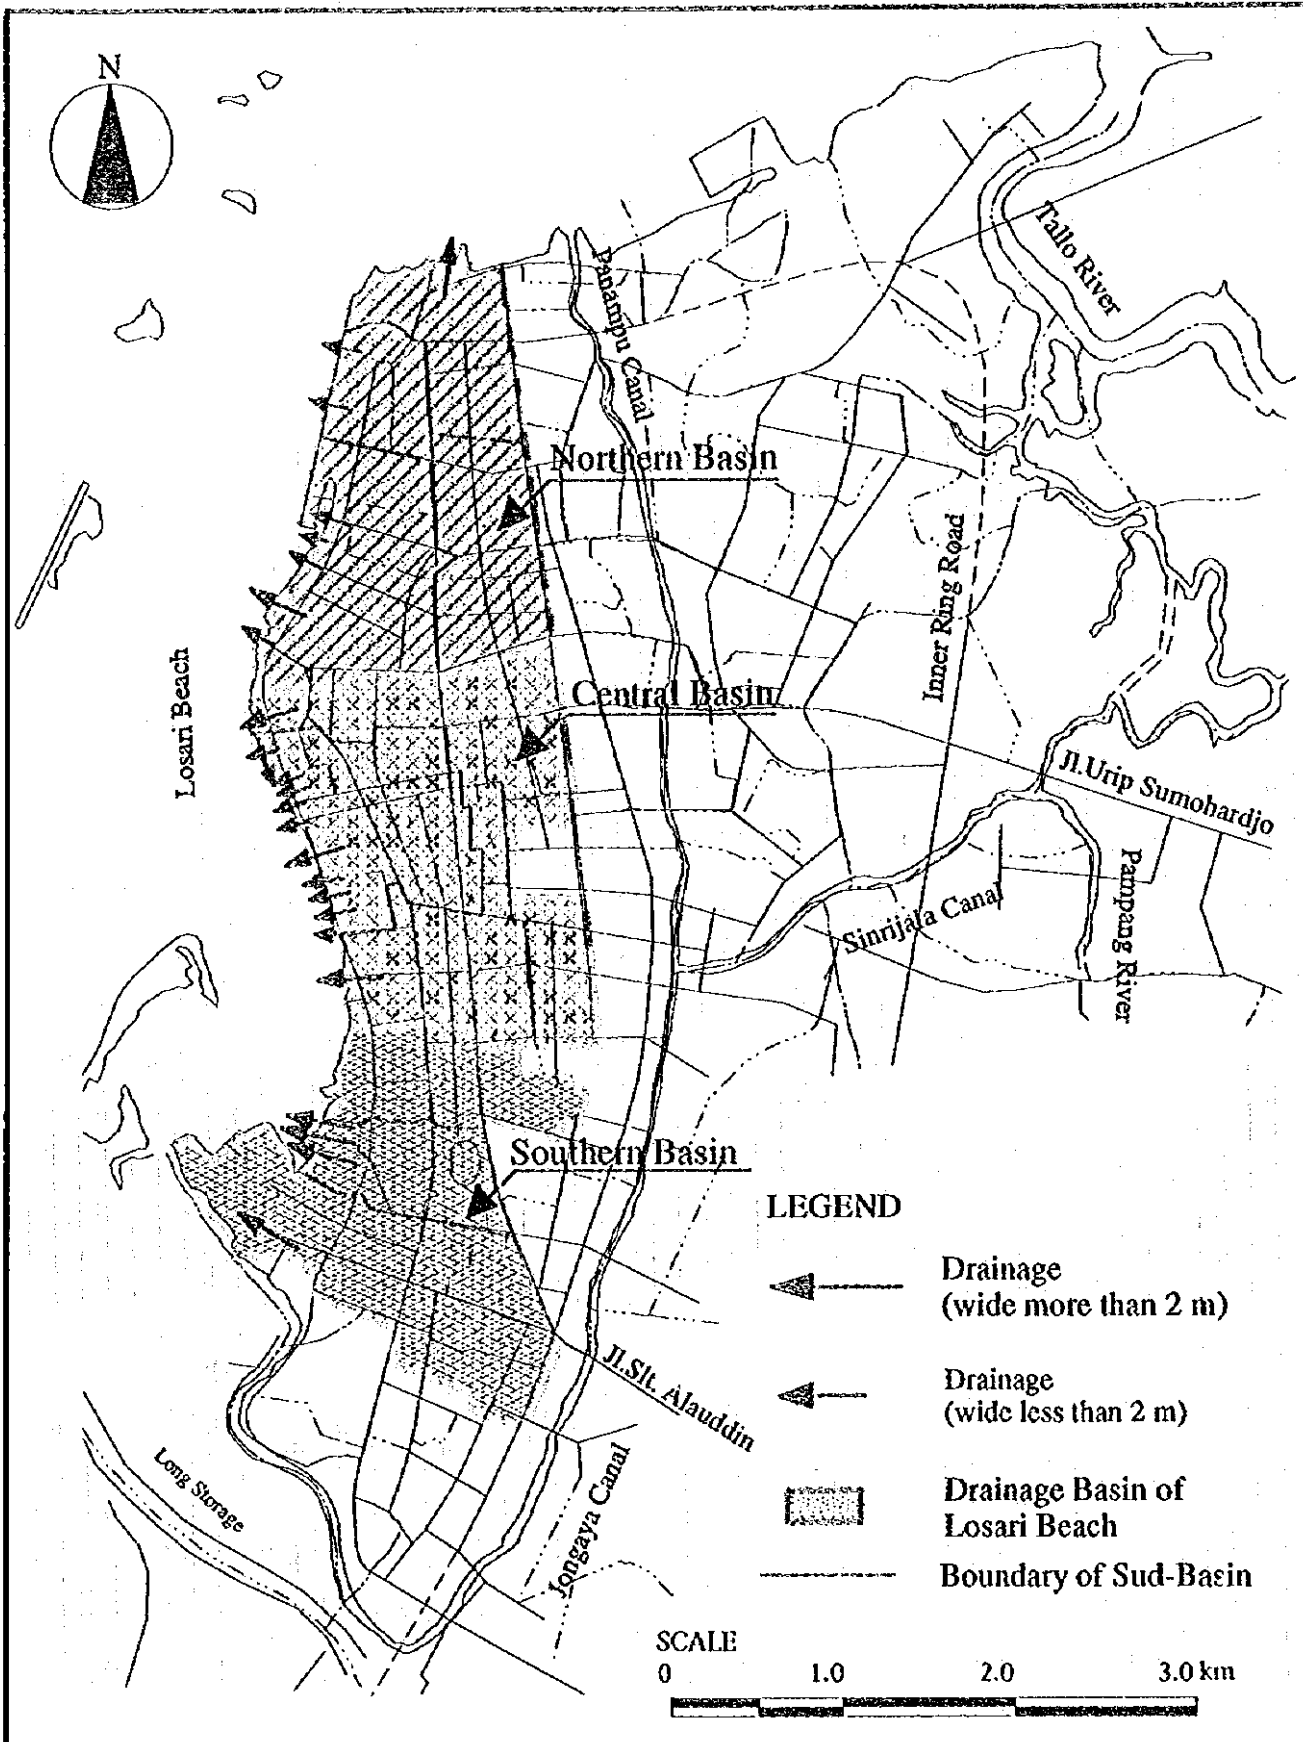 N
Tallo River
Panampu Canal
Northern Basin
Inner Ring Road
Losari Beach
Central Basin
Jl.Urip Sumohardjo
Pampang River
Sinrijala Canal
Southern Basin
LEGEND
Drainage
(wide more than 2 m)
Drainage
(wide less than 2 m)
Drainage Basin of
Losari Beach
Boundary of Sud-Basin
Jl.Slt. Alauddin
Long Storage
Jongaya Canal
SCALE
0 1.0 2.0 3.0 km